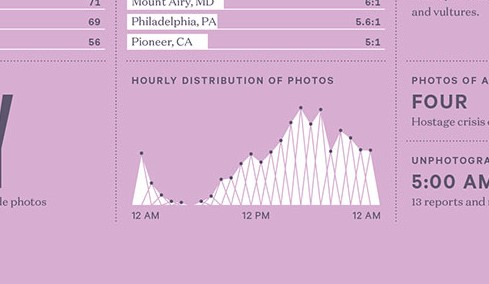 71
69
56
Mount Airy, MD 6:1
Philadelphia, PA 5.6:1
Pioneer, CA 5:1
HOURLY DISTRIBUTION OF PHOTOS
12 AM 12 PM 12 AM
le photos
and vultures.
PHOTOS OF A
FOUR
Hostage crisis
UNPHOTOGRA
5:00 AM
13 reports and